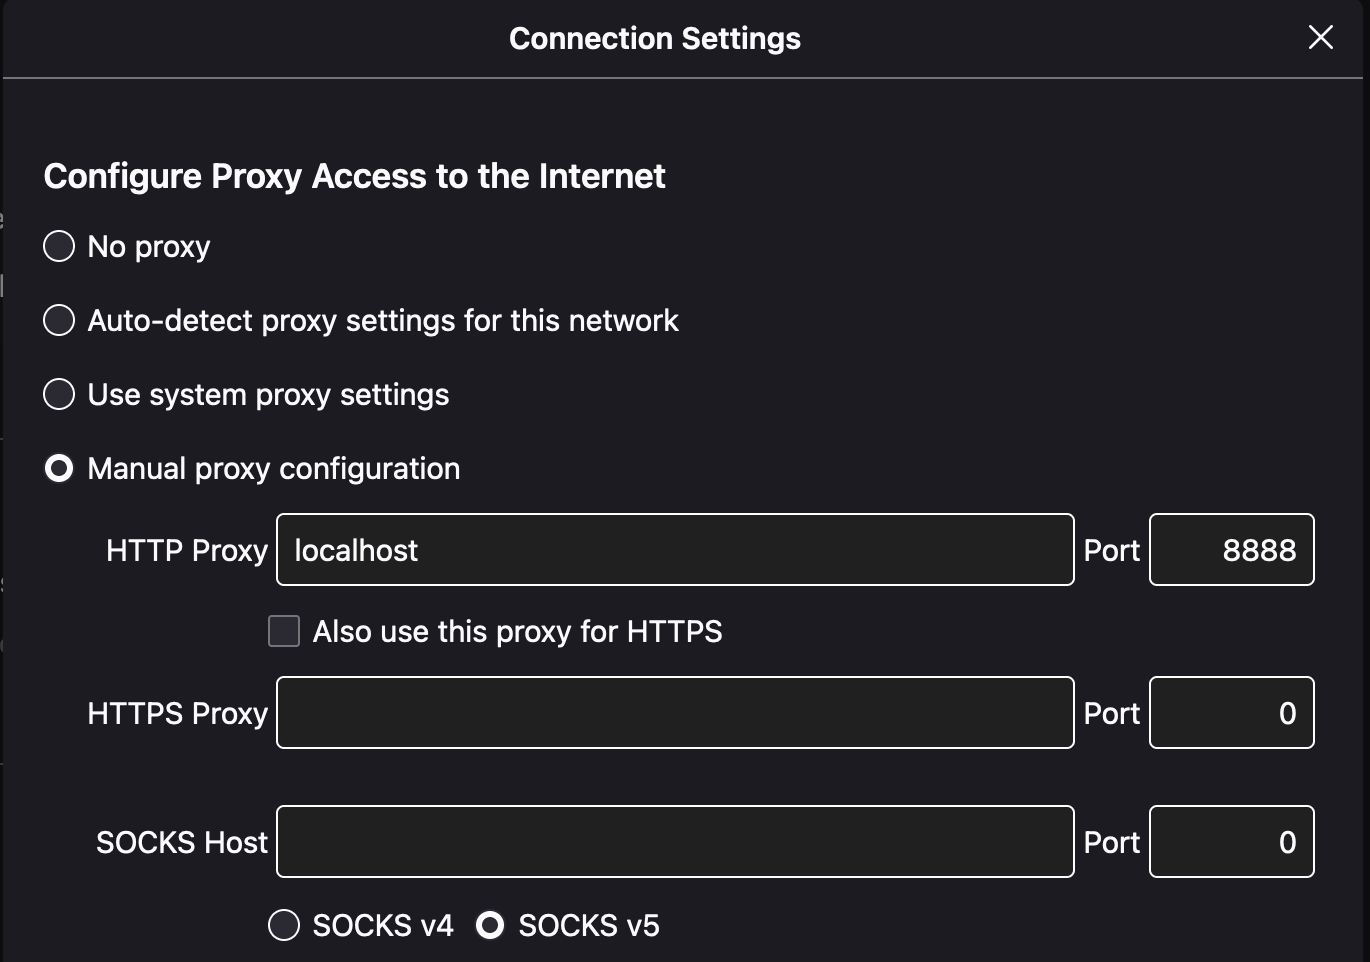 Connection Settings
Configure Proxy Access to the Internet
No proxy
Auto-detect proxy settings for this network
Use system proxy settings
Manual proxy configuration
HTTP Proxy localhost Port 8888
Also use this proxy for HTTPS
HTTPS Proxy Port 0
SOCKS Host Port 0
SOCKS v4 SOCKS v5